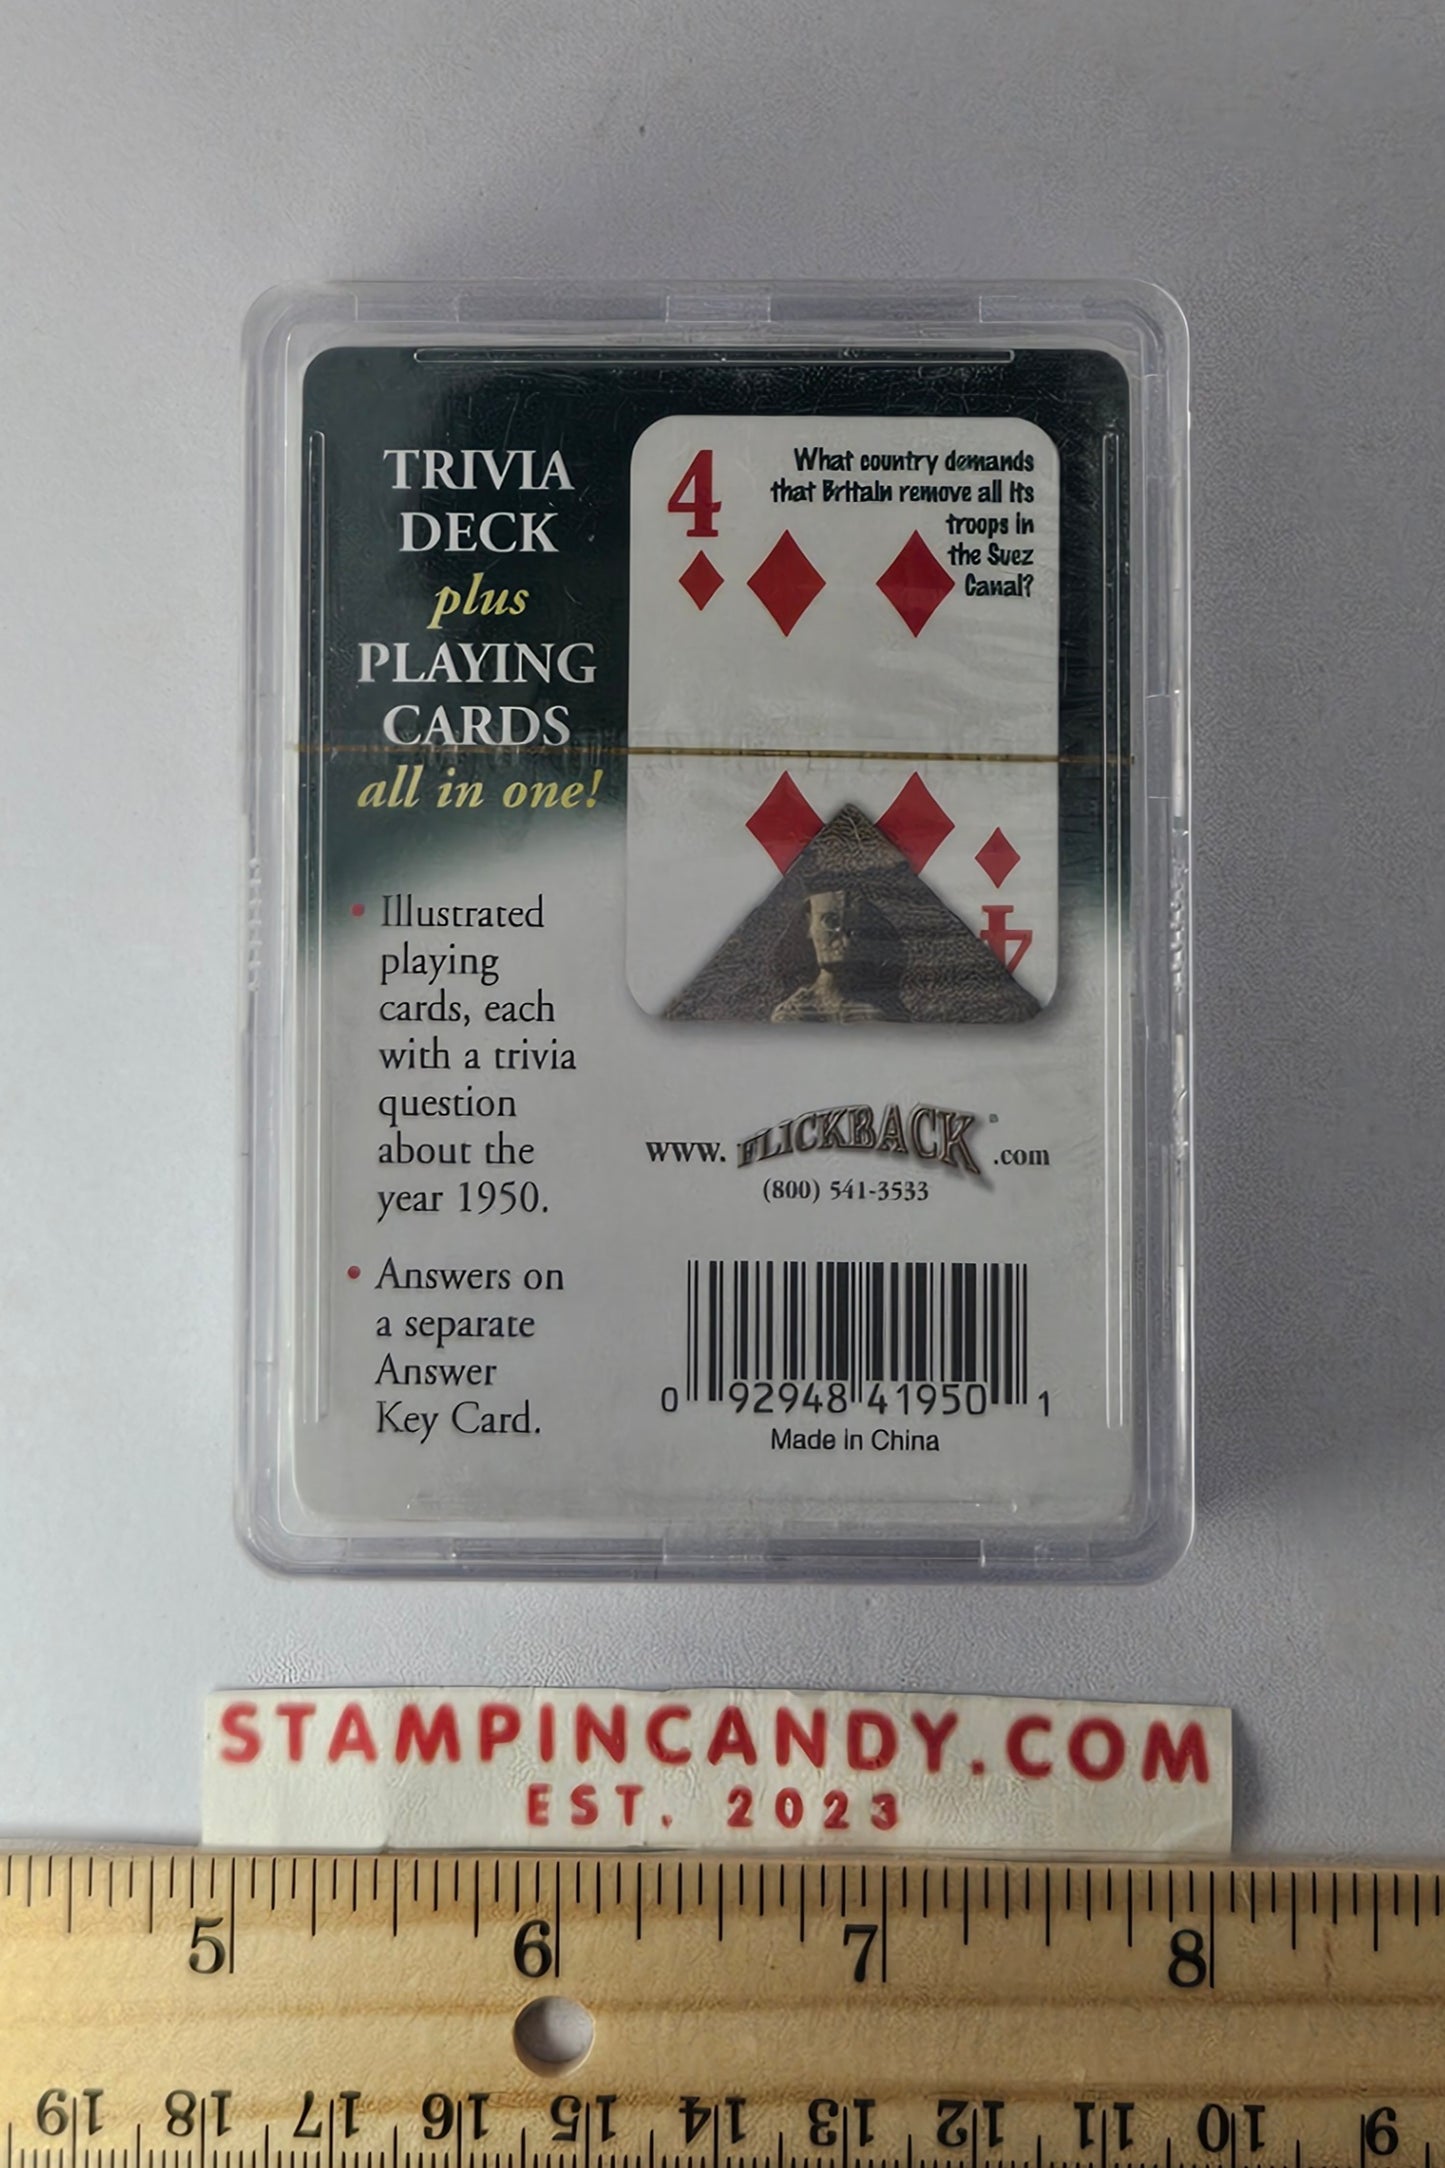 TRIVIA
DECK
plus
PLAYING
CARDS
all in one!
• Illustrated
playing
cards, each
with a trivia
question
about the
year 1950.
• Answers on
a separate
Answer
Key Card.
4
What country demands
that Britain remove all its
troops in
the Suez
Canal?
4
www.FLICKBACK.com
(800) 541-3533
0 92948 41950 1
Made in China
STAMPINCANDY.COM
EST. 2023
5 6 7 8
19 18 17 16 15 14 13 12 11 10 9